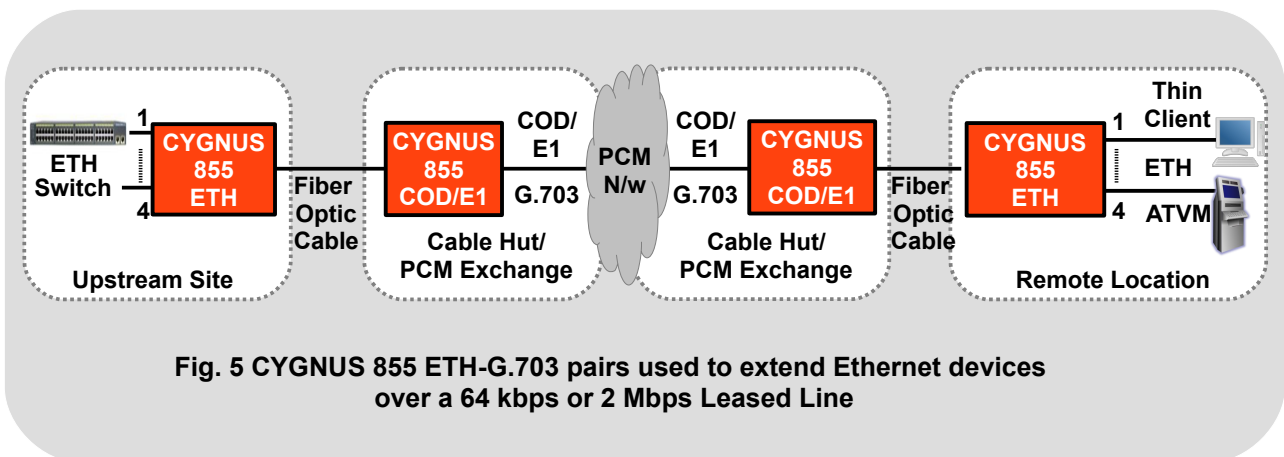 1
ETH
Switch
4
CYGNUS
855
ETH
Upstream Site
Fiber
Optic
Cable
CYGNUS
855
COD/E1
COD/
E1
G.703
Cable Hut/
PCM Exchange
PCM
N/w
COD/
E1
G.703
CYGNUS
855
COD/E1
Cable Hut/
PCM Exchange
Fiber
Optic
Cable
CYGNUS
855
ETH
1
Thin
Client
ETH
4
ATVM
Remote Location
Fig. 5 CYGNUS 855 ETH-G.703 pairs used to extend Ethernet devices
over a 64 kbps or 2 Mbps Leased Line